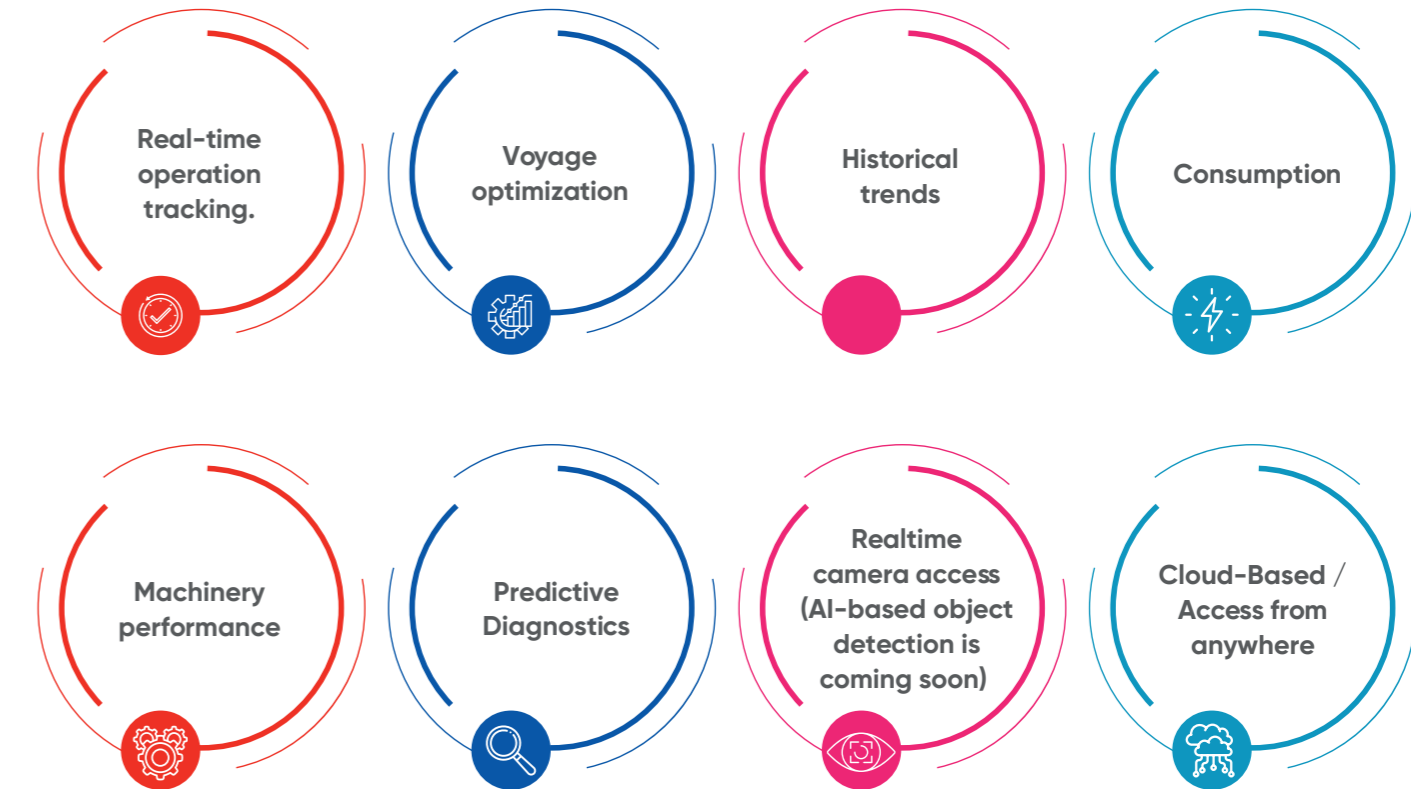 Real-time
operation
tracking.
Voyage
optimization
Historical
trends
Consumption
Machinery
performance
Predictive
Diagnostics
Realtime
camera access
(AI-based object
detection is
coming soon)
Cloud-Based /
Access from
anywhere